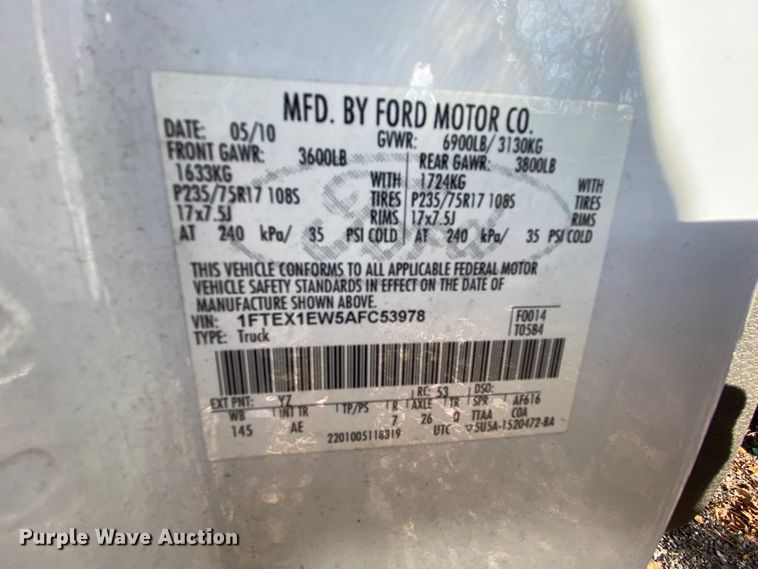 MFD. BY FORD MOTOR CO.
DATE: 05/10 GVWR: 6900LB/ 3130KG
FRONT GAWR: 3600LB REAR GAWR: 3800LB
1633KG WITH 1724KG WITH
P235/75R17 108S TIRES P235/75R17 108S TIRES
17x7.5J RIMS 17x7.5J RIMS
AT 240 kPa/ 35 PSI COLD AT 240 kPa/ 35 PSI COLD
THIS VEHICLE CONFORMS TO ALL APPLICABLE FEDERAL MOTOR
VEHICLE SAFETY STANDARDS IN EFFECT ON THE DATE OF
MANUFACTURE SHOWN ABOVE.
VIN: 1FTEX1EW5AFC53978 F0014
TYPE: Truck T0584
EXT PNT: YZ RC: 53 DSO:
WB INT TR TP/PS R AXLE TR SPR AF616
145 AE 7 26 Q TTAA COA
2201005118319 UTC 5U5A-1520472-BA
Purple Wave Auction